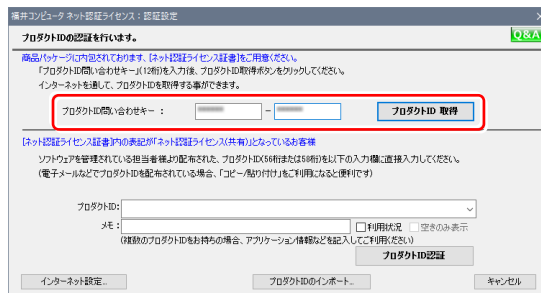 福井コンピュータ ネット認証ライセンス：認証設定
プロダクトIDの認証を行います。
Q&A
商品パッケージに内包されております、[ネット認証ライセンス証書]をご用意ください。
「プロダクトID問い合わせキー」(12桁)を入力後、プロダクトID取得ボタンをクリックしてください。
インターネットを通して、プロダクトIDを取得する事ができます。
プロダクトID問い合わせキー ： - プロダクトID 取得
[ネット認証ライセンス証書]内の表記が「ネット認証ライセンス(共有)」となっているお客様
ソフトウェアを管理されている担当者様より配布された、プロダクトID(56桁または58桁)を以下の入力欄に直接入力してください。
(電子メールなどでプロダクトIDを配布されている場合、「コピー/貼り付け」をご利用になると便利です)
プロダクトID:
メモ： 利用状況 空きのみ表示
(複数のプロダクトIDをお持ちの場合、アプリケーション情報などを記入してご利用ください)
プロダクトID認証
インターネット設定... プロダクトIDのインポート... キャンセル